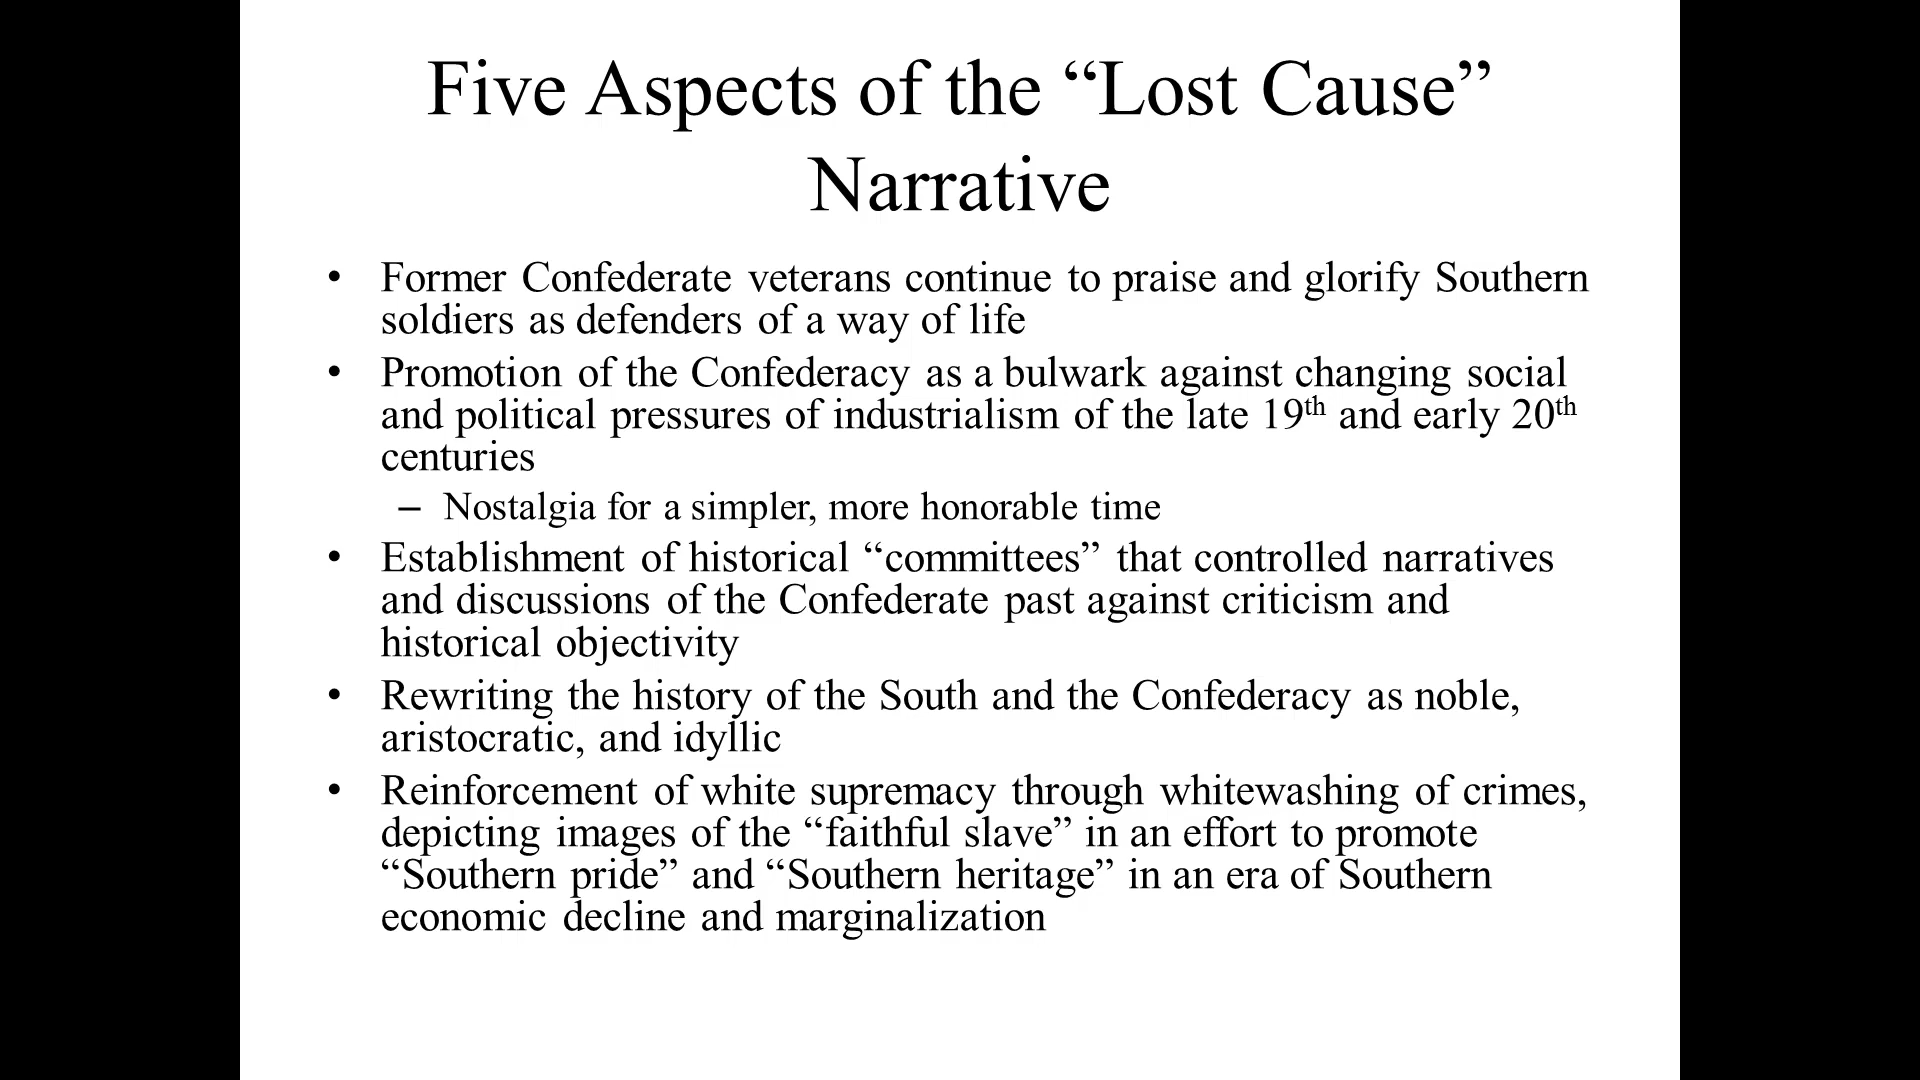 Five Aspects of the “Lost Cause”
Narrative
• Former Confederate veterans continue to praise and glorify Southern
soldiers as defenders of a way of life
• Promotion of the Confederacy as a bulwark against changing social
and political pressures of industrialism of the late 19th and early 20th
centuries
– Nostalgia for a simpler, more honorable time
• Establishment of historical “committees” that controlled narratives
and discussions of the Confederate past against criticism and
historical objectivity
• Rewriting the history of the South and the Confederacy as noble,
aristocratic, and idyllic
• Reinforcement of white supremacy through whitewashing of crimes,
depicting images of the “faithful slave” in an effort to promote
“Southern pride” and “Southern heritage” in an era of Southern
economic decline and marginalization